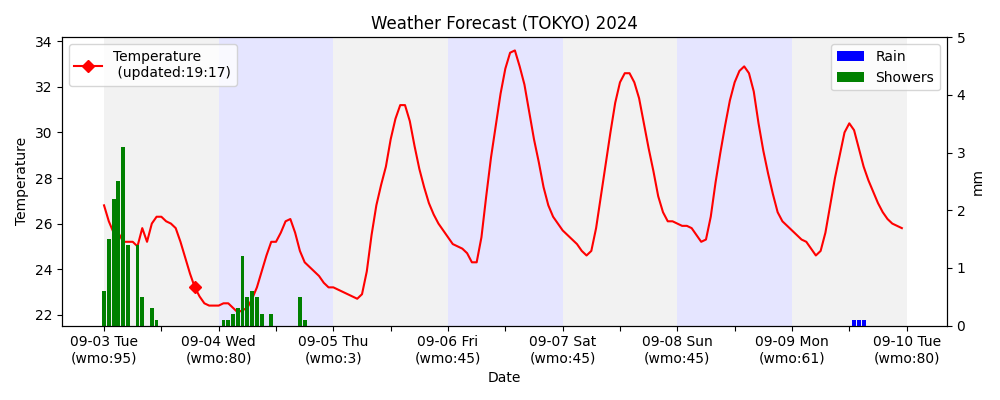 Weather Forecast (TOKYO) 2024
Temperature
(updated:19:17)
Rain
Showers
34
32
30
28
26
24
22
Temperature
5
4
3
2
1
0
mm
09-03 Tue
(wmo:95)
09-04 Wed
(wmo:80)
09-05 Thu
(wmo:3)
09-06 Fri
(wmo:45)
09-07 Sat
(wmo:45)
09-08 Sun
(wmo:45)
09-09 Mon
(wmo:61)
09-10 Tue
(wmo:80)
Date